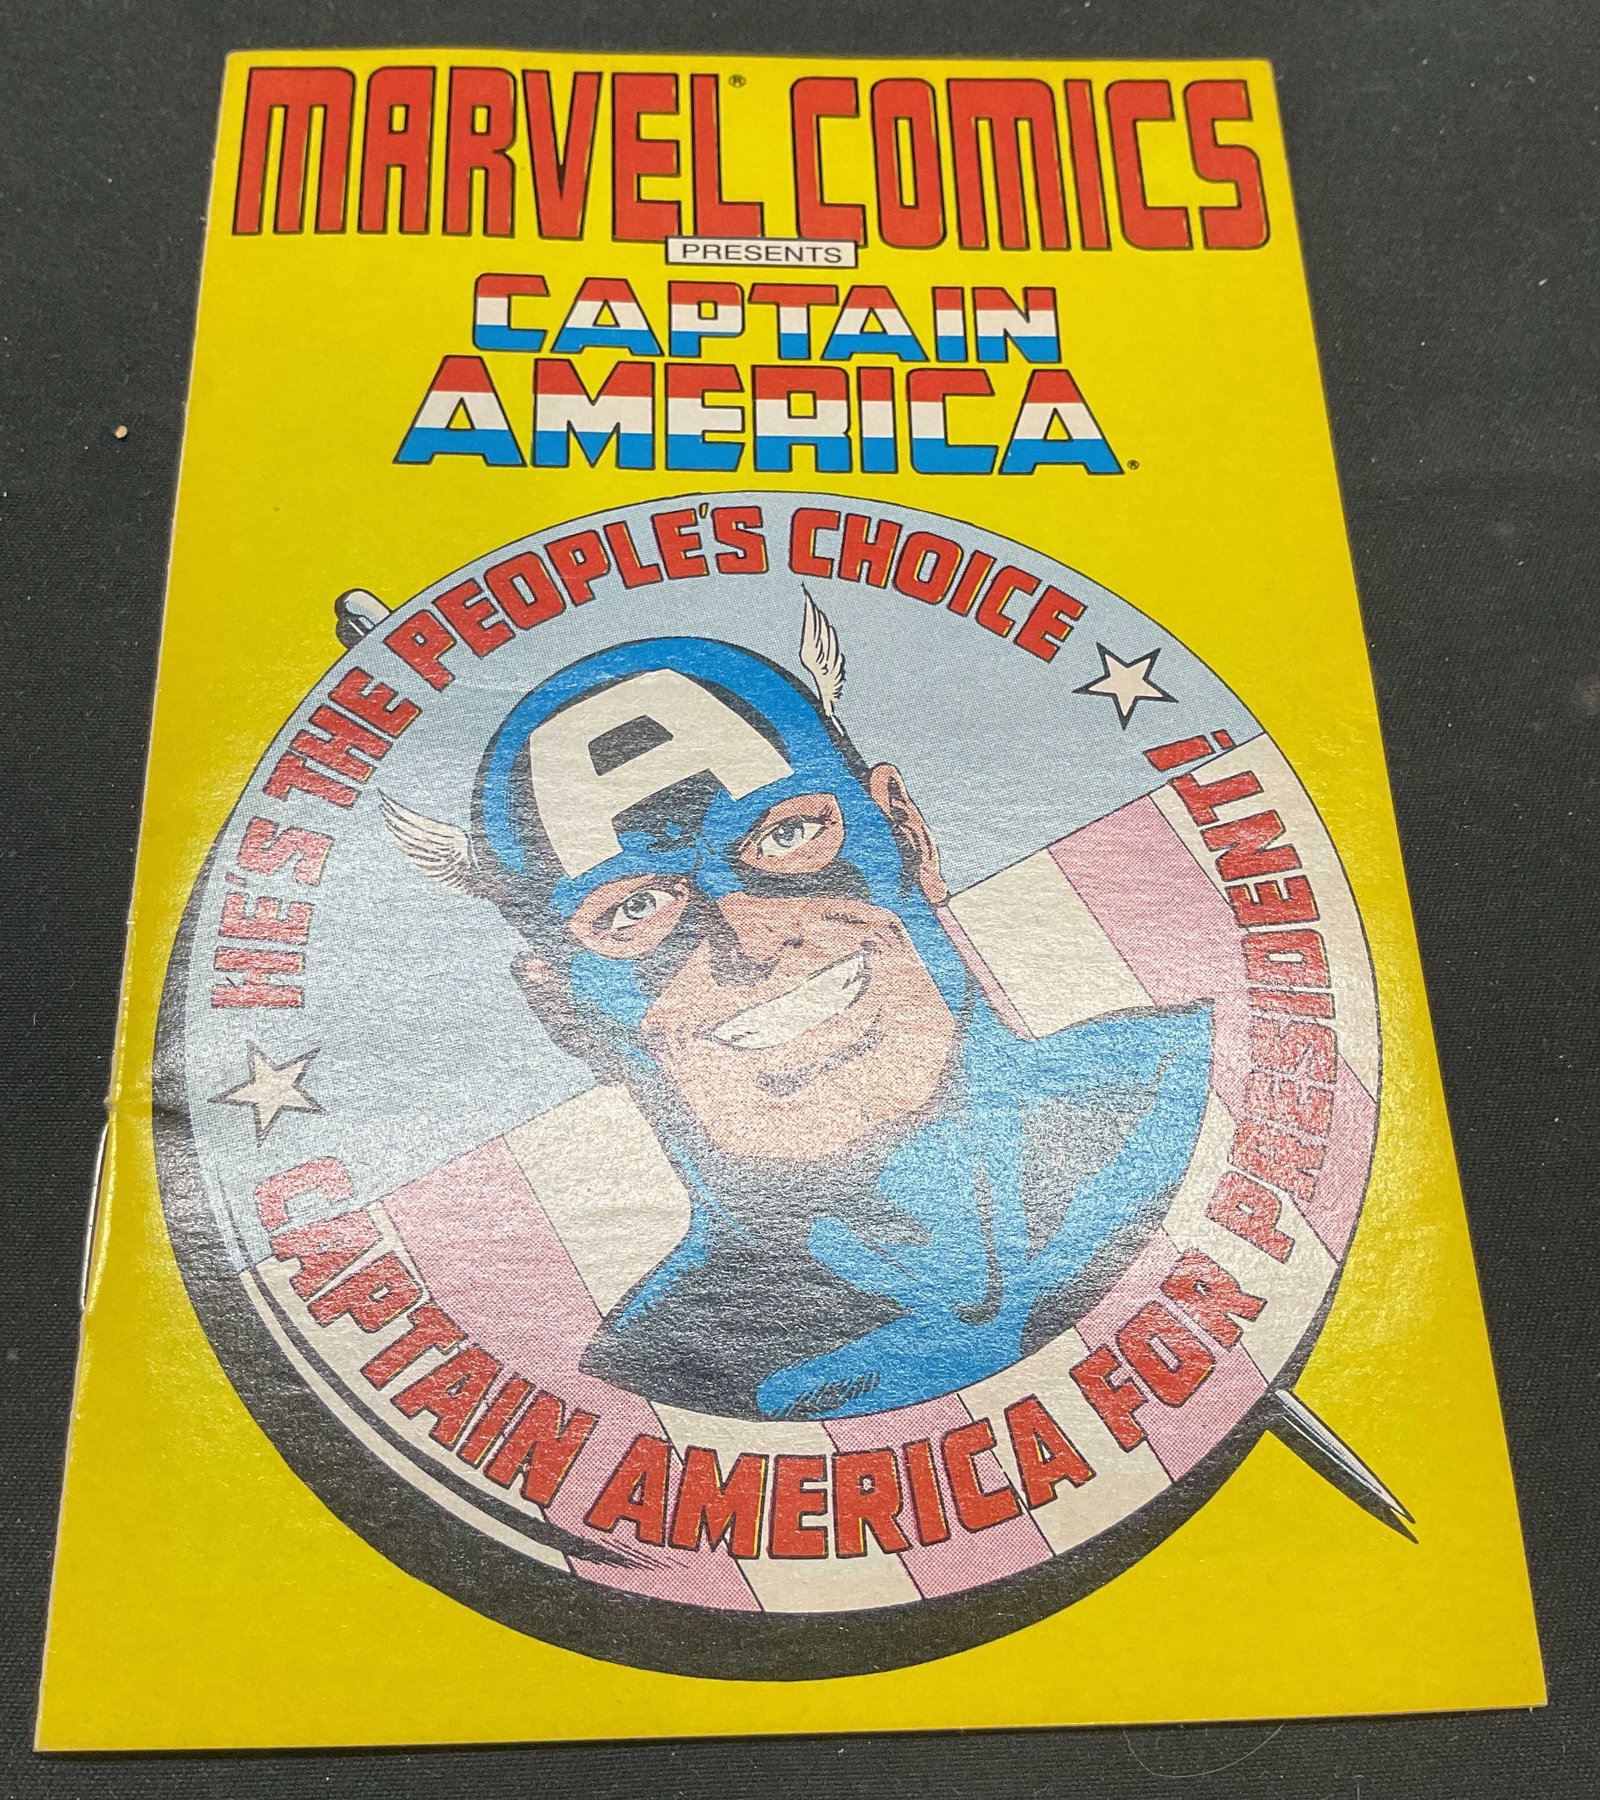 MARVEL® COMICS
PRESENTS
CAPTAIN
AMERICA®
HE'S THE PEOPLE'S CHOICE
CAPTAIN AMERICA FOR PRESIDENT!
A